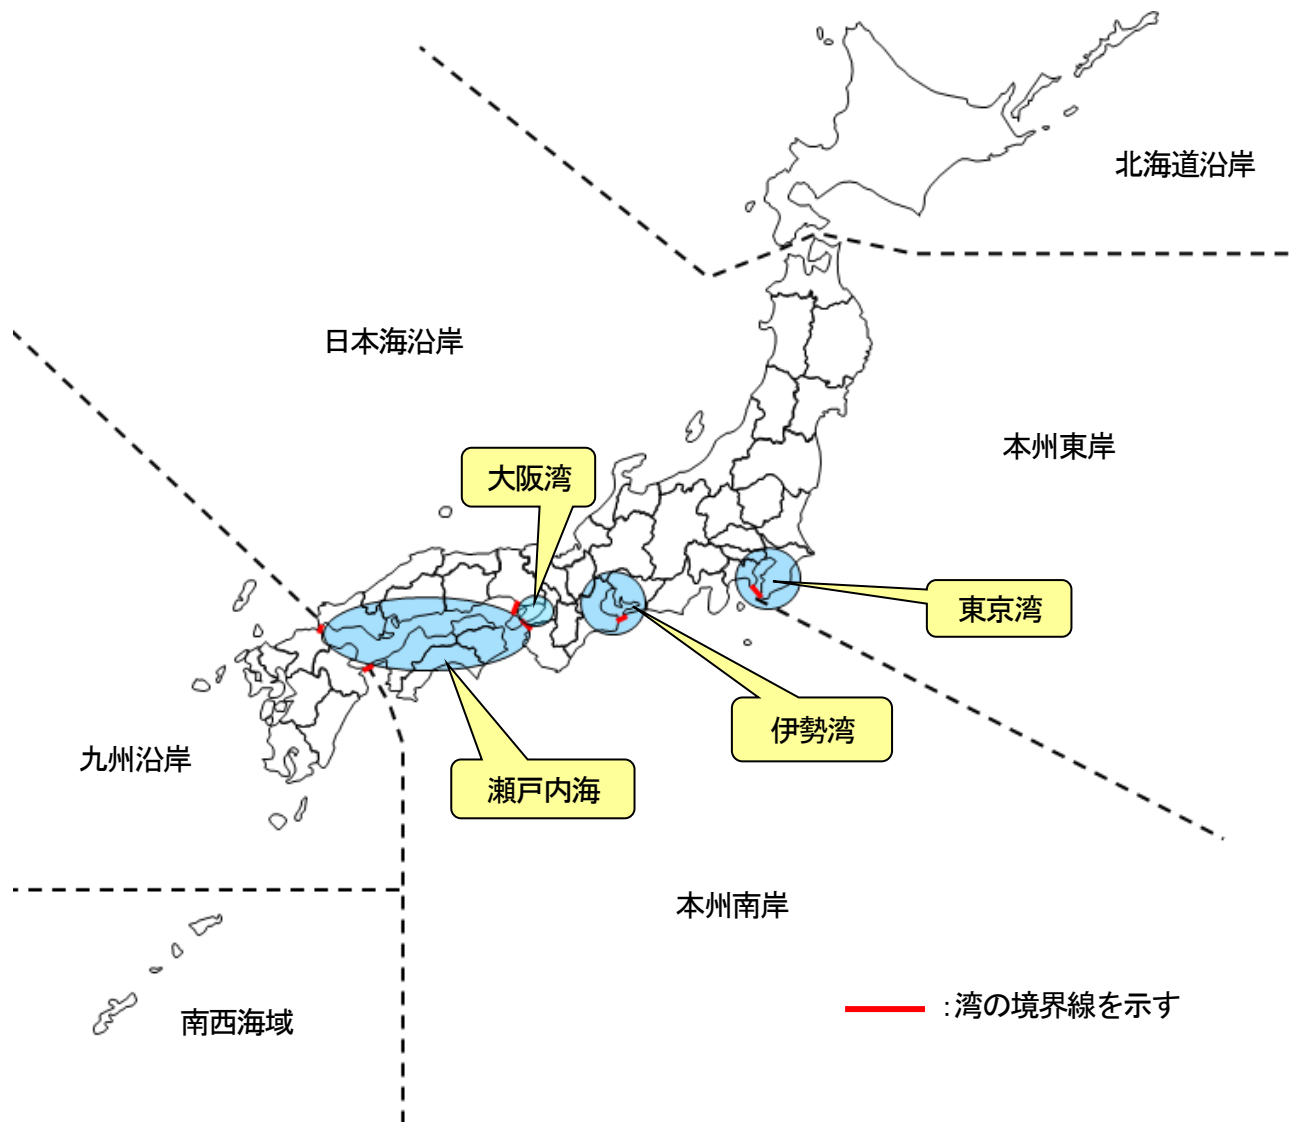 北海道沿岸
日本海沿岸
本州東岸
大阪湾
東京湾
伊勢湾
九州沿岸
瀬戸内海
本州南岸
南西海域
:湾の境界線を示す